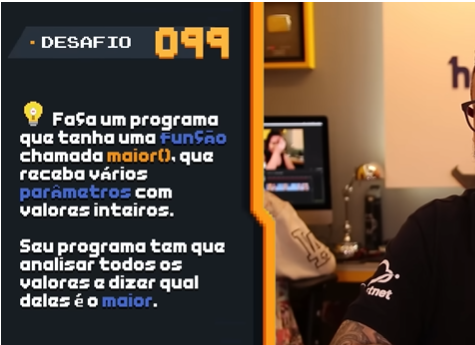 DESAFIO 099
Faça um programa
que tenha uma função
chamada maior(), que
receba vários
parâmetros com
valores inteiros.
Seu programa tem que
analisar todos os
valores e dizer qual
deles é o maior.